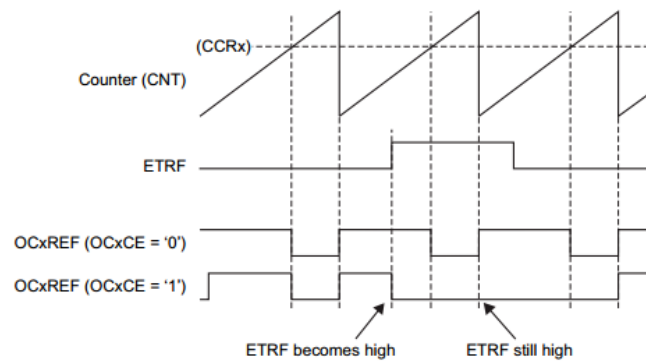 (CCRx)
Counter (CNT)
ETRF
OCxREF (OCxCE = ‘0’)
OCxREF (OCxCE = ‘1’)
ETRF becomes high
ETRF still high